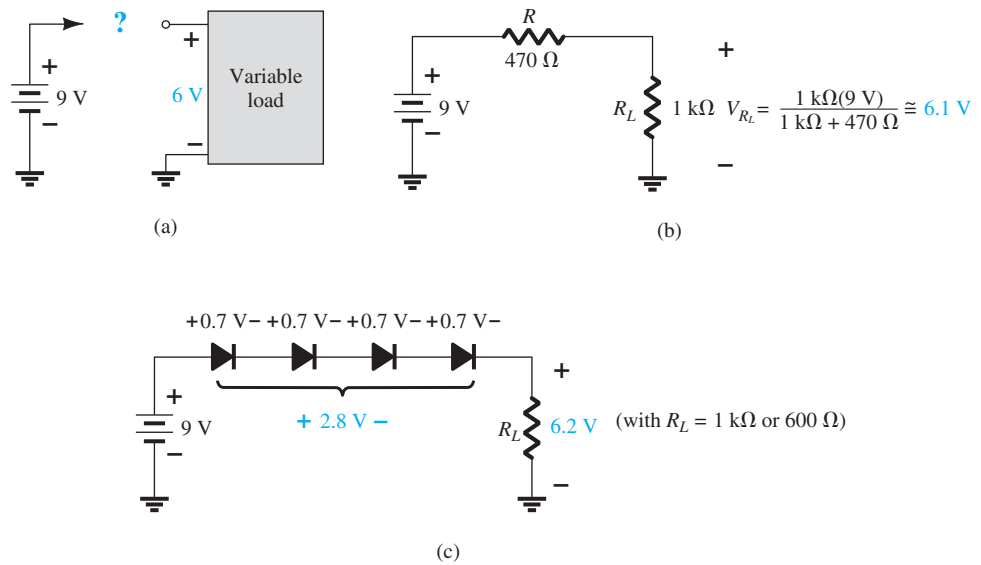 ?
+
9 V
−
+
6 V
−
Variable
load
(a)
R
470 Ω
+
9 V
−
R_L
1 kΩ
+
V_{R_L} = 1 kΩ(9 V) / 1 kΩ + 470 Ω ≅ 6.1 V
−
(b)
+0.7 V− +0.7 V− +0.7 V− +0.7 V−
+ 2.8 V −
+
9 V
−
R_L
+
6.2 V
−
(with R_L = 1 kΩ or 600 Ω)
(c)